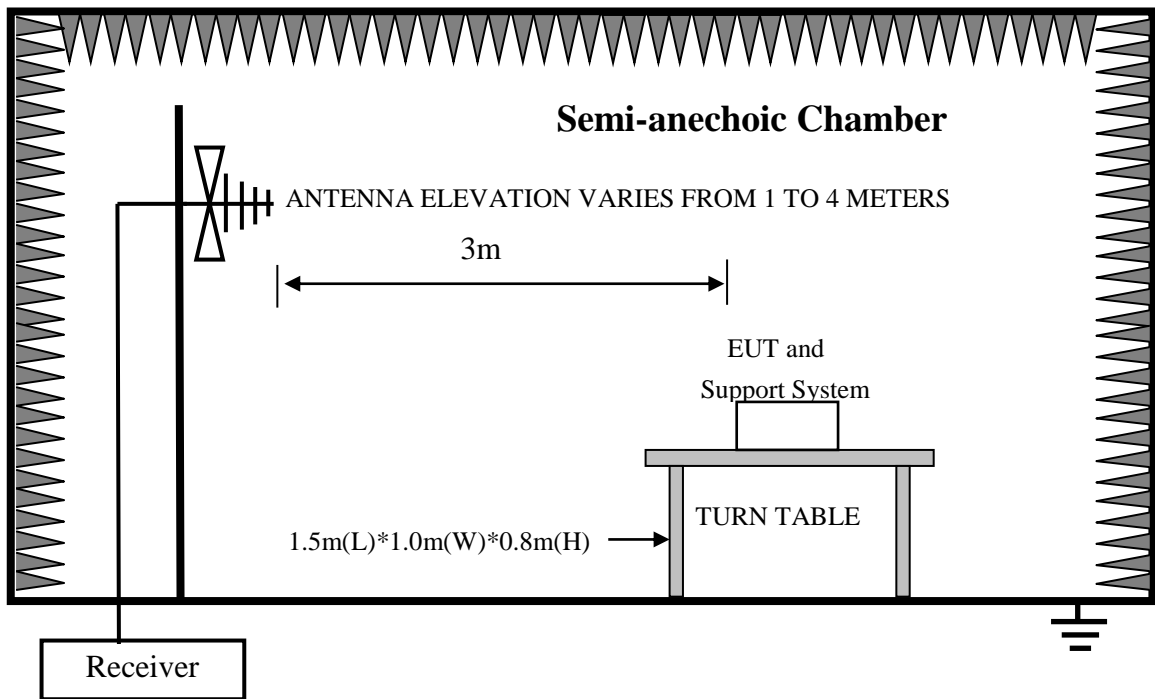 Semi-anechoic Chamber
ANTENNA ELEVATION VARIES FROM 1 TO 4 METERS
3m
EUT and
Support System
TURN TABLE
1.5m(L)*1.0m(W)*0.8m(H)
Receiver